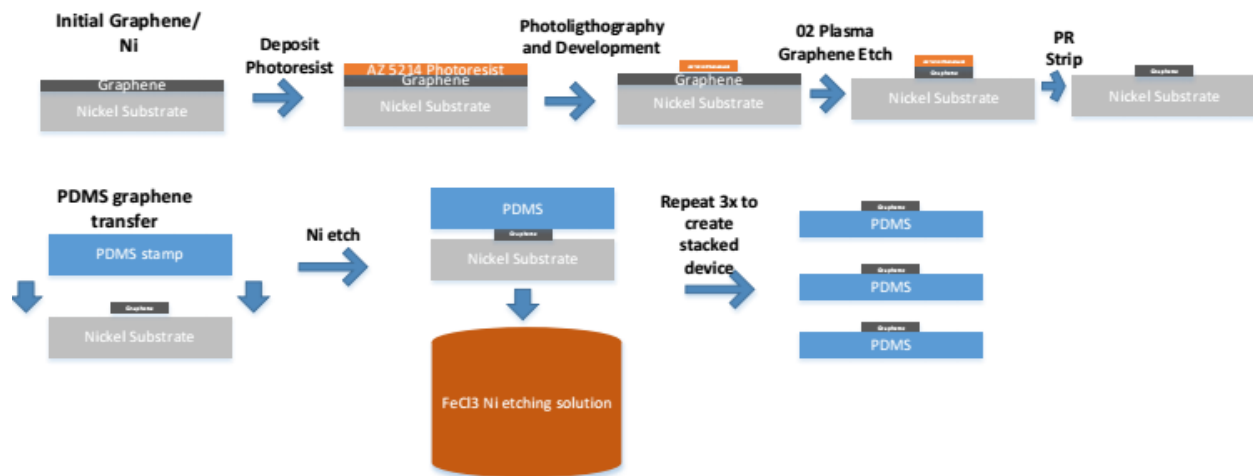 Initial Graphene/
Ni
Graphene
Nickel Substrate
Deposit
Photoresist
AZ 5214 Photoresist
Graphene
Nickel Substrate
Photoligthography
and Development
Graphene
Nickel Substrate
02 Plasma
Graphene Etch
Graphene
Nickel Substrate
PR
Strip
Graphene
Nickel Substrate
PDMS graphene
transfer
PDMS stamp
Graphene
Nickel Substrate
Ni etch
PDMS
Graphene
Nickel Substrate
FeCl3 Ni etching solution
Repeat 3x to
create
stacked
device
Graphene
PDMS
Graphene
PDMS
Graphene
PDMS